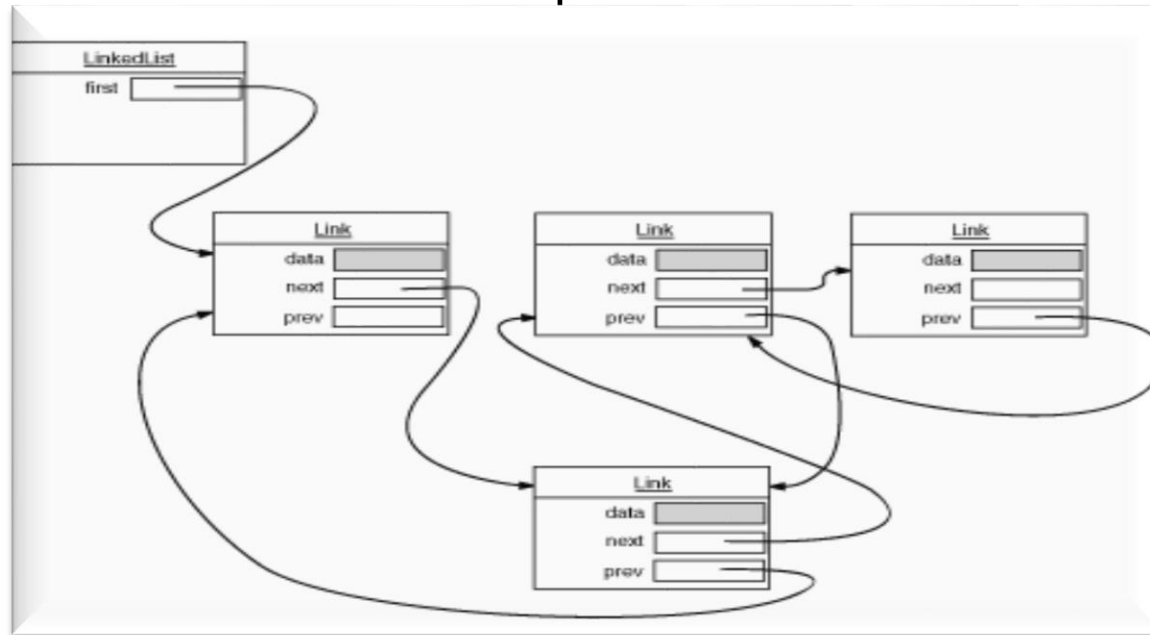 LinkedList
first
Link
data
next
prev
Link
data
next
prev
Link
data
next
prev
Link
data
next
prev